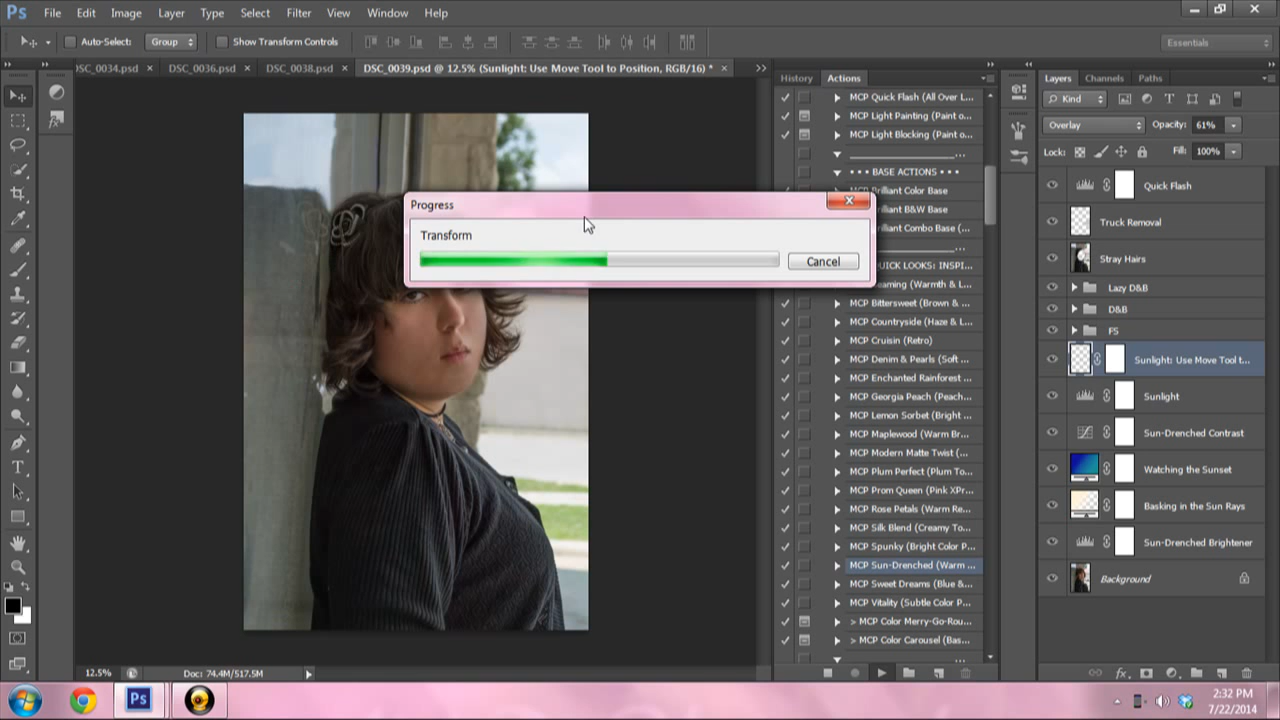 Ps File Edit Image Layer Type Select Filter View Window Help
Auto-Select: Group Show Transform Controls Essentials
DSC_0034.psd × DSC_0036.psd × DSC_0038.psd × DSC_0039.psd @ 12.5% (Sunlight: Use Move Tool to Position, RGB/16) * ×
History Actions
MCP Quick Flash (All Over L...
MCP Light Painting (Paint o...
MCP Light Blocking (Paint o...
• • • BASE ACTIONS • • •
Brilliant Color Base
Brilliant B&W Base
Brilliant Combo Base (...
QUICK LOOKS: INSPI...
MCP Bittersweet (Brown & ...
MCP Countryside (Haze & L...
MCP Cruisin (Retro)
MCP Denim & Pearls (Soft ...
MCP Enchanted Rainforest ...
MCP Georgia Peach (Peach...
MCP Lemon Sorbet (Bright ...
MCP Maplewood (Warm Br...
MCP Modern Matte Twist (...
MCP Plum Perfect (Plum To...
MCP Prom Queen (Pink XPr...
MCP Rose Petals (Warm Re...
MCP Silk Blend (Creamy To...
MCP Spunky (Bright Color P...
MCP Sun-Drenched (Warm ...
MCP Sweet Dreams (Blue &...
MCP Vitality (Subtle Color P...
> MCP Color Merry-Go-Rou...
> MCP Color Carousel (Bas...
Progress
Transform
Cancel
Layers Channels Paths
Kind
Overlay Opacity: 61%
Lock: Fill: 100%
Quick Flash
Truck Removal
Stray Hairs
Lazy D&B
D&B
FS
Sunlight: Use Move Tool t...
Sunlight
Sun-Drenched Contrast
Watching the Sunset
Basking in the Sun Rays
Sun-Drenched Brightener
Background
12.5% Doc: 74.4M/517.5M
Ps
2:32 PM
7/22/2014